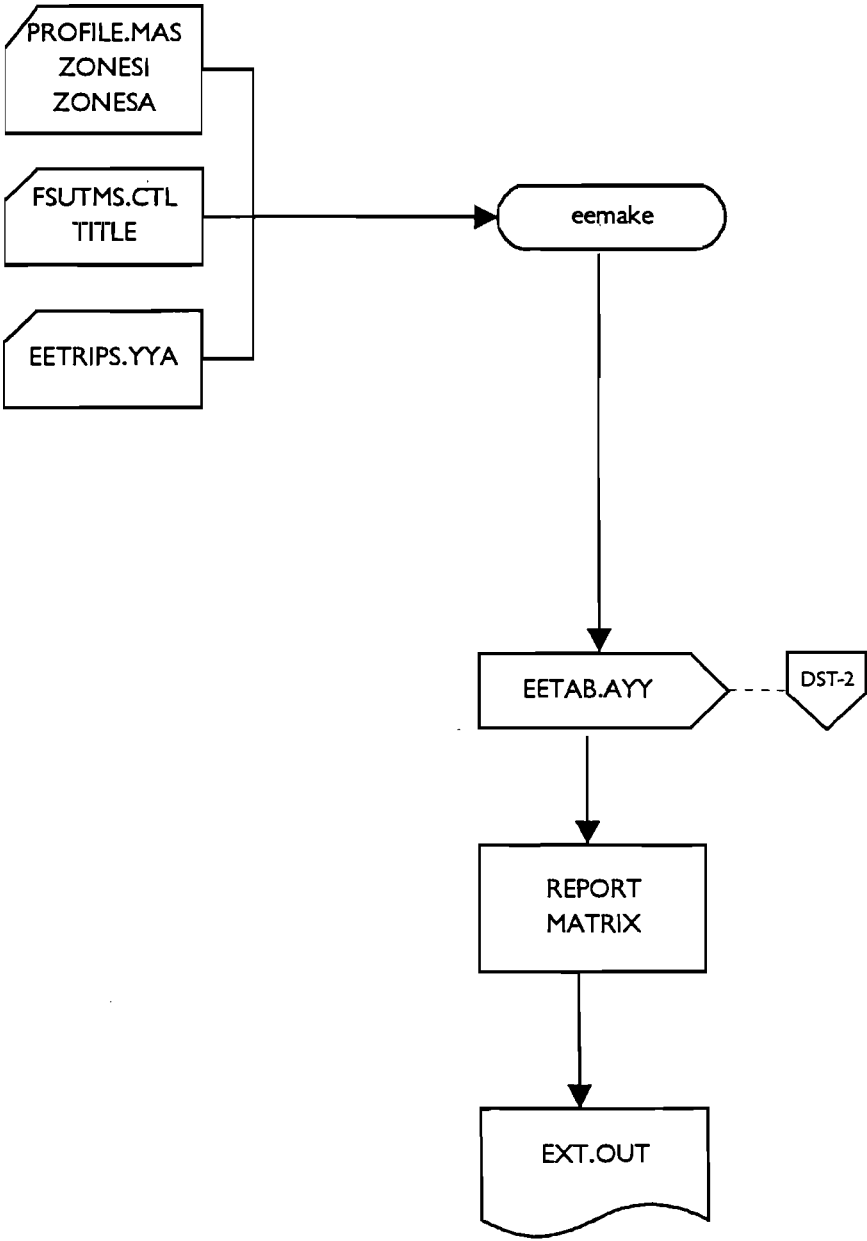 PROFILE.MAS
ZONESI
ZONESA
FSUTMS.CTL
TITLE
eemake
EETRIPS.YYA
EETAB.AYY
DST-2
REPORT
MATRIX
EXT.OUT